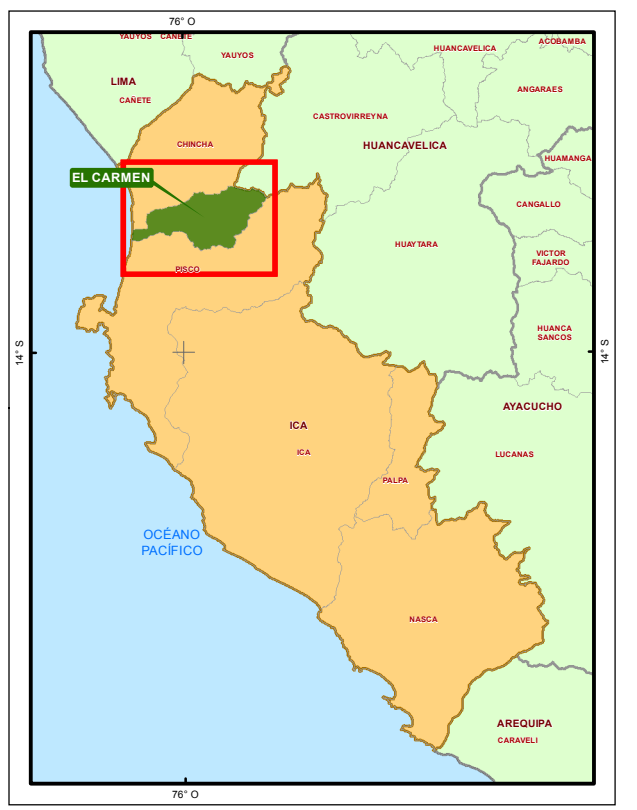 76° O
YAUYOS CAÑETE
YAUYOS
HUANCAVELICA
ACOBAMBA
LIMA
CAÑETE
ANGARAES
CASTROVIRREYNA
CHINCHA
HUANCAVELICA
HUAMANGA
EL CARMEN
CANGALLO
HUAYTARA
VICTOR
FAJARDO
PISCO
HUANCA
SANCOS
14° S
14° S
AYACUCHO
ICA
ICA
LUCANAS
PALPA
OCÉANO
PACÍFICO
NASCA
AREQUIPA
CARAVELI
76° O